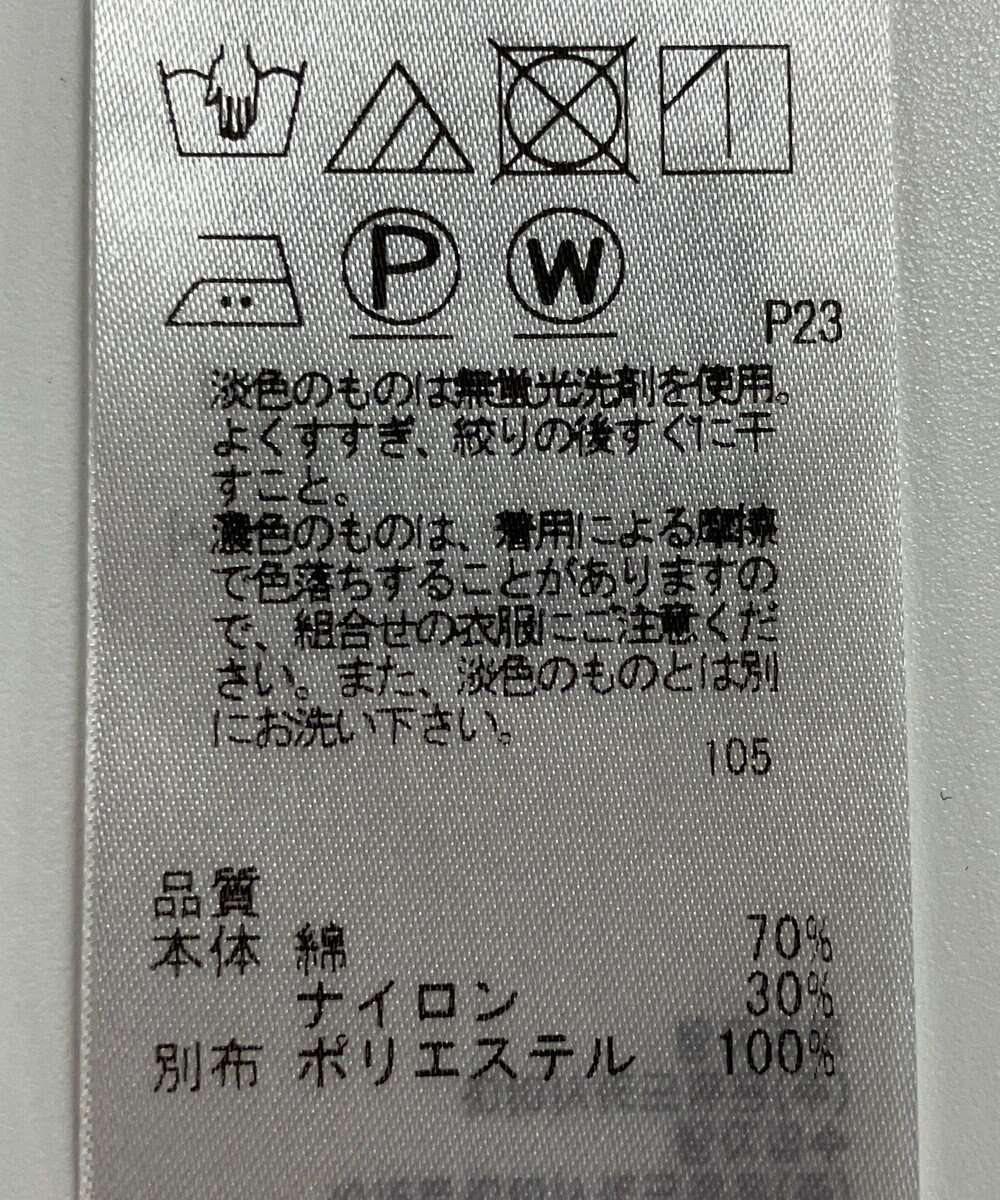 P
W
P23
淡色のものは無蛍光洗剤を使用。
よくすすぎ、絞りの後すぐに干
すこと。
濃色のものは、着用による摩擦
で色落ちすることがありますの
で、組合せの衣服にご注意くだ
さい。また、淡色のものとは別
にお洗い下さい。
105
品質
本体 綿 70%
ナイロン 30%
別布 ポリエステル 100%